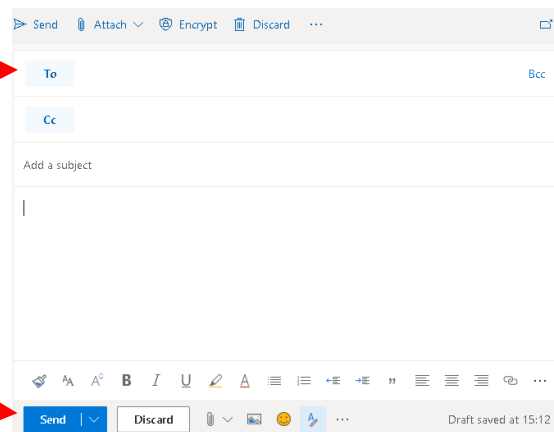 Send Attach Encrypt Discard ...
To Bcc
Cc
Add a subject
B I U A
Send Discard ... Draft saved at 15:12